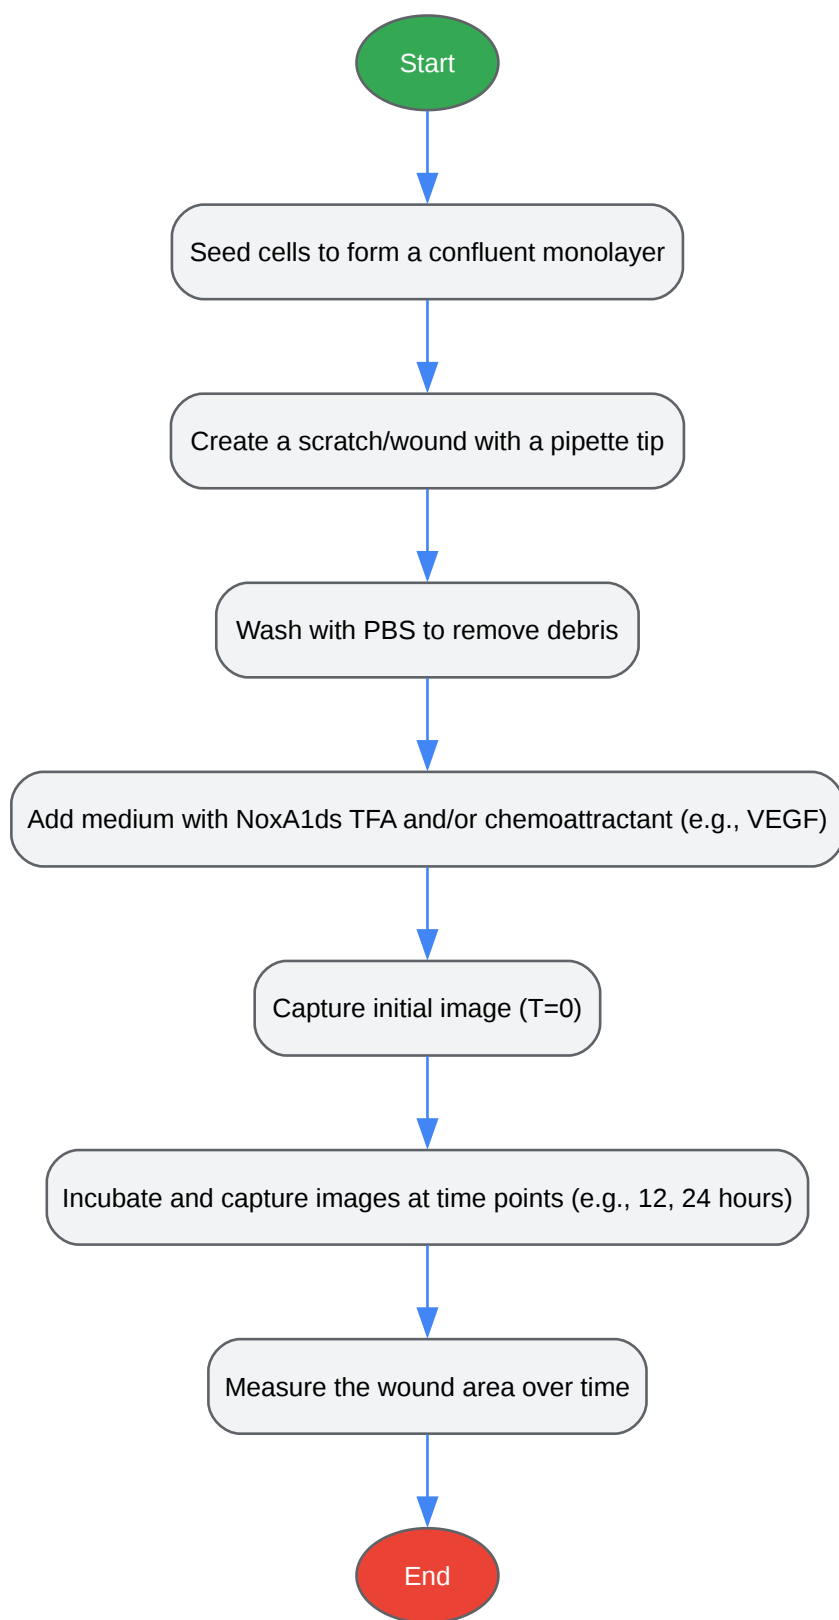 Start
Seed cells to form a confluent monolayer
Create a scratch/wound with a pipette tip
Wash with PBS to remove debris
Add medium with NoxA1ds TFA and/or chemoattractant (e.g., VEGF)
Capture initial image (T=0)
Incubate and capture images at time points (e.g., 12, 24 hours)
Measure the wound area over time
End